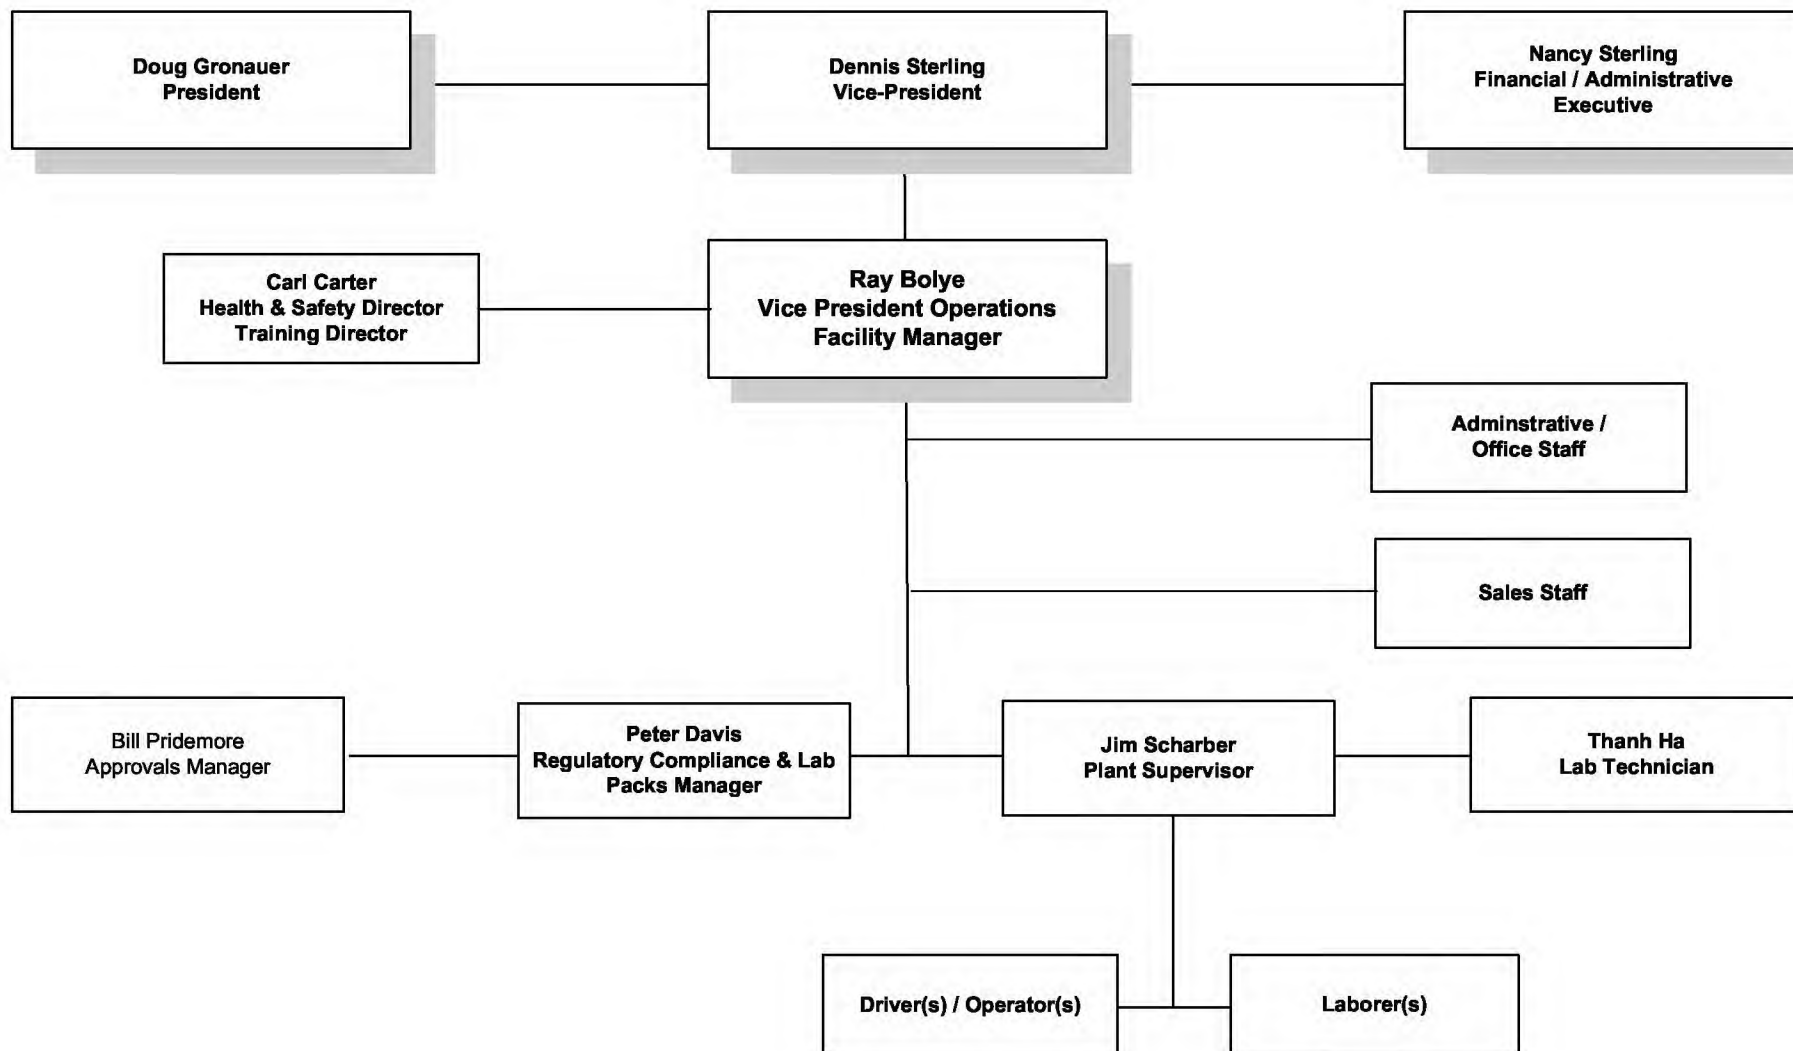 Doug Gronauer
President
Dennis Sterling
Vice-President
Nancy Sterling
Financial / Administrative
Executive
Carl Carter
Health & Safety Director
Training Director
Ray Bolye
Vice President Operations
Facility Manager
Adminstrative /
Office Staff
Sales Staff
Bill Pridemore
Approvals Manager
Peter Davis
Regulatory Compliance & Lab
Packs Manager
Jim Scharber
Plant Supervisor
Thanh Ha
Lab Technician
Driver(s) / Operator(s)
Laborer(s)